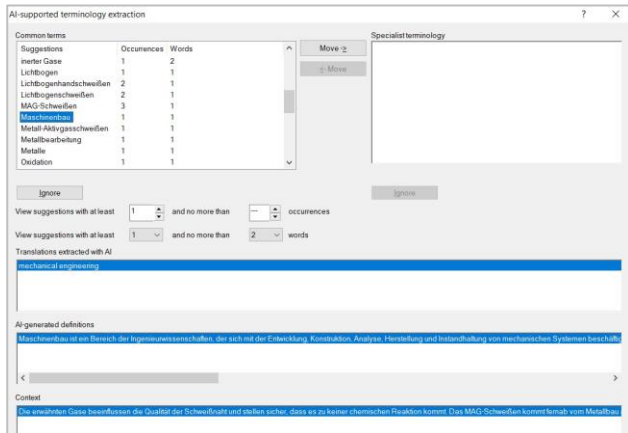 AI-supported terminology extraction
Common terms
Specialist terminology
Suggestions Occurrences Words
inerter Gase 1 2
Lichtbogen 1 1
Lichtbogenhandschweißen 2 1
Lichtbogenschweißen 2 1
MAG-Schweißen 3 1
Maschinenbau 1 1
Metall-Aktivgasschweißen 1 1
Metallbearbeitung 1 1
Metalle 1 1
Oxidation 1 1
Move ->
<- Move
Ignore
Ignore
View suggestions with at least 1 and no more than --- occurrences
View suggestions with at least 1 and no more than 2 words
Translations extracted with AI
mechanical engineering
AI-generated definitions
Maschinenbau ist ein Bereich der Ingenieurwissenschaften, der sich mit der Entwicklung, Konstruktion, Analyse, Herstellung und Instandhaltung von mechanischen Systemen beschäftig
Context
Die erwähnten Gase beeinflussen die Qualität der Schweißnaht und stellen sicher, dass es zu keiner chemischen Reaktion kommt. Das MAG-Schweißen kommt fernab vom Metallbau